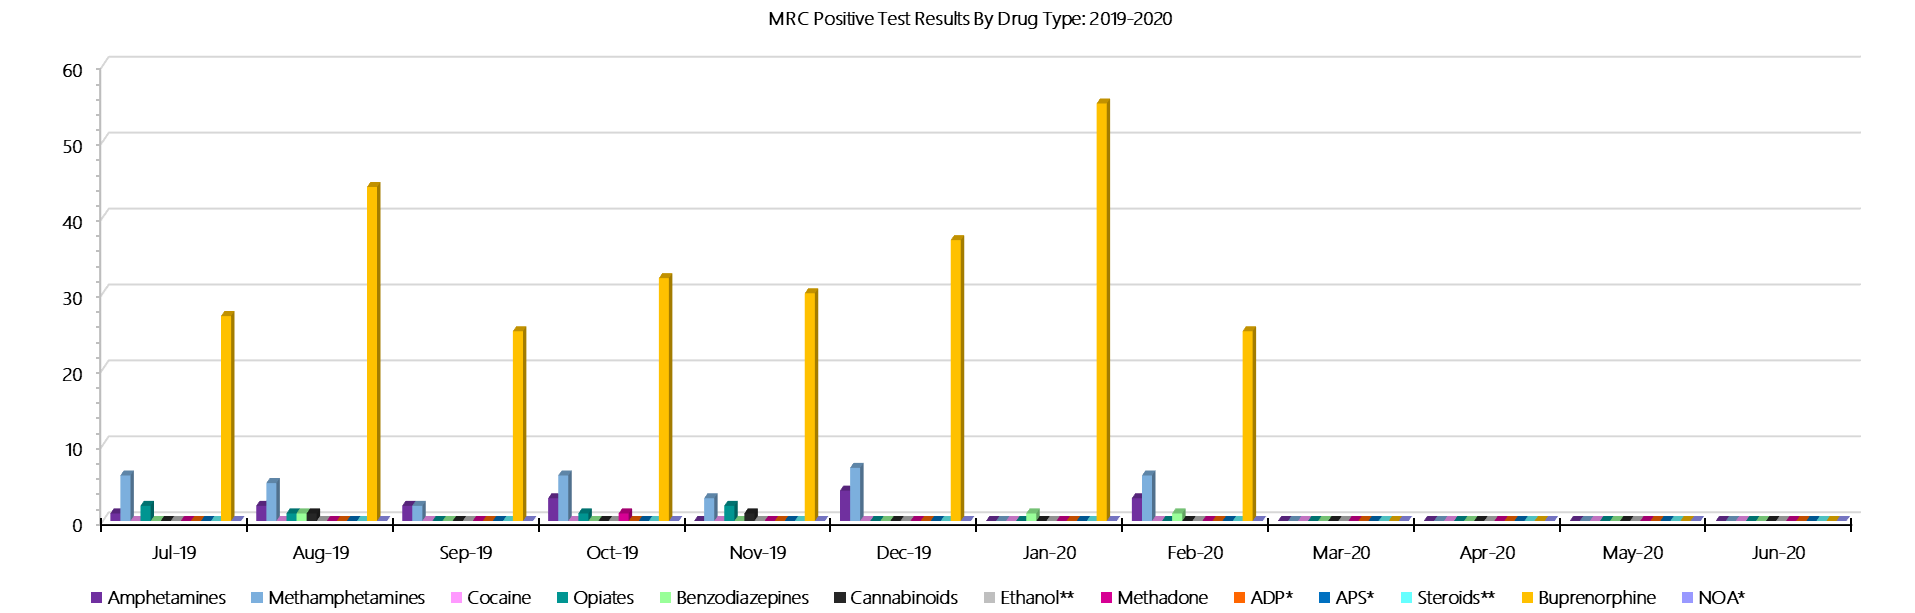 MRC Positive Test Results By Drug Type: 2019-2020
60
50
40
30
20
10
0
Jul-19 Aug-19 Sep-19 Oct-19 Nov-19 Dec-19 Jan-20 Feb-20 Mar-20 Apr-20 May-20 Jun-20
Amphetamines Methamphetamines Cocaine Opiates Benzodiazepines Cannabinoids Ethanol** Methadone ADP* APS* Steroids** Buprenorphine NOA*